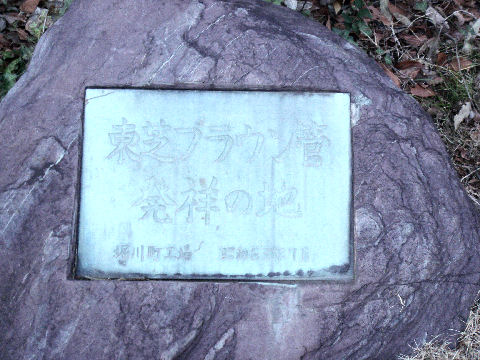 東芝ブラウン管
発祥の地
堀川町工場